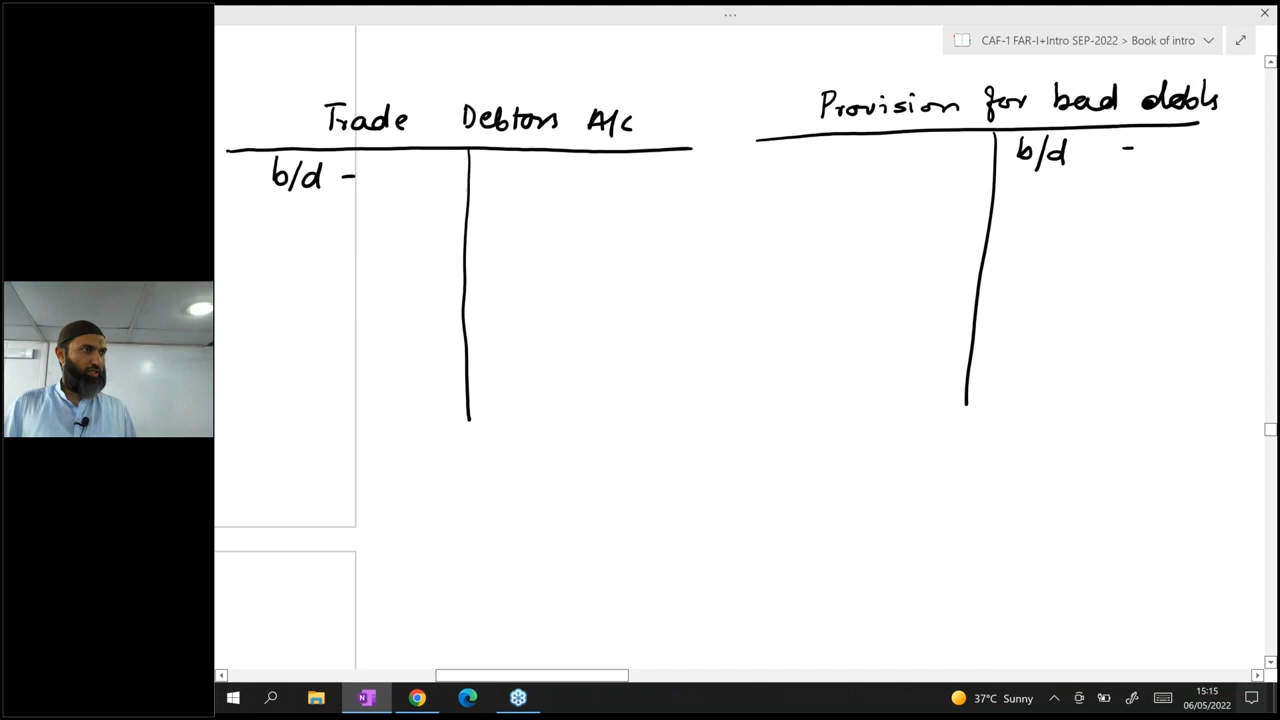 CAF-1 FAR-I+Intro SEP-2022 > Book of intro
Trade Debtors A/c
b/d -
Provision for bad debts
b/d -
37°C Sunny
15:15
06/05/2022